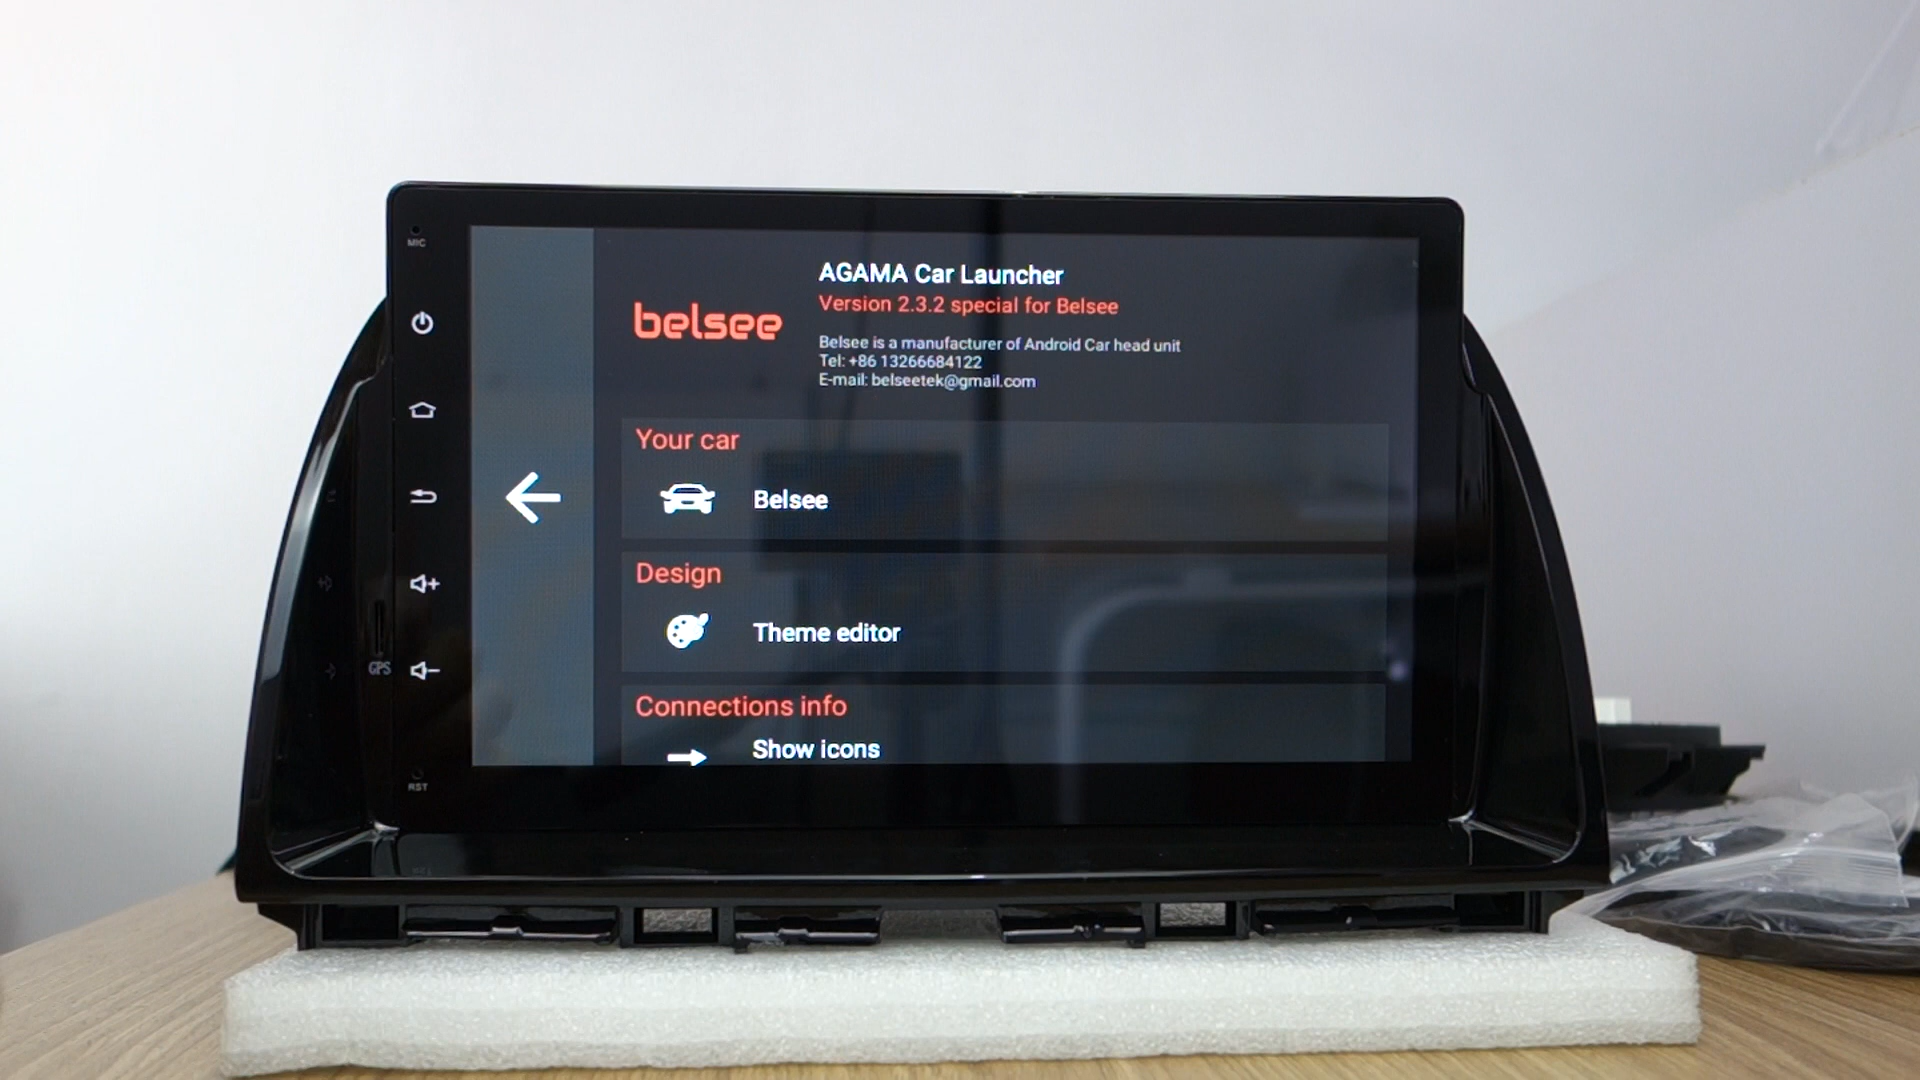 MIC
GPS
RST
belsee
AGAMA Car Launcher
Version 2.3.2 special for Belsee
Belsee is a manufacturer of Android Car head unit
Tel: +86 13266684122
E-mail: belseetek@gmail.com
Your car
Belsee
Design
Theme editor
Connections info
Show icons